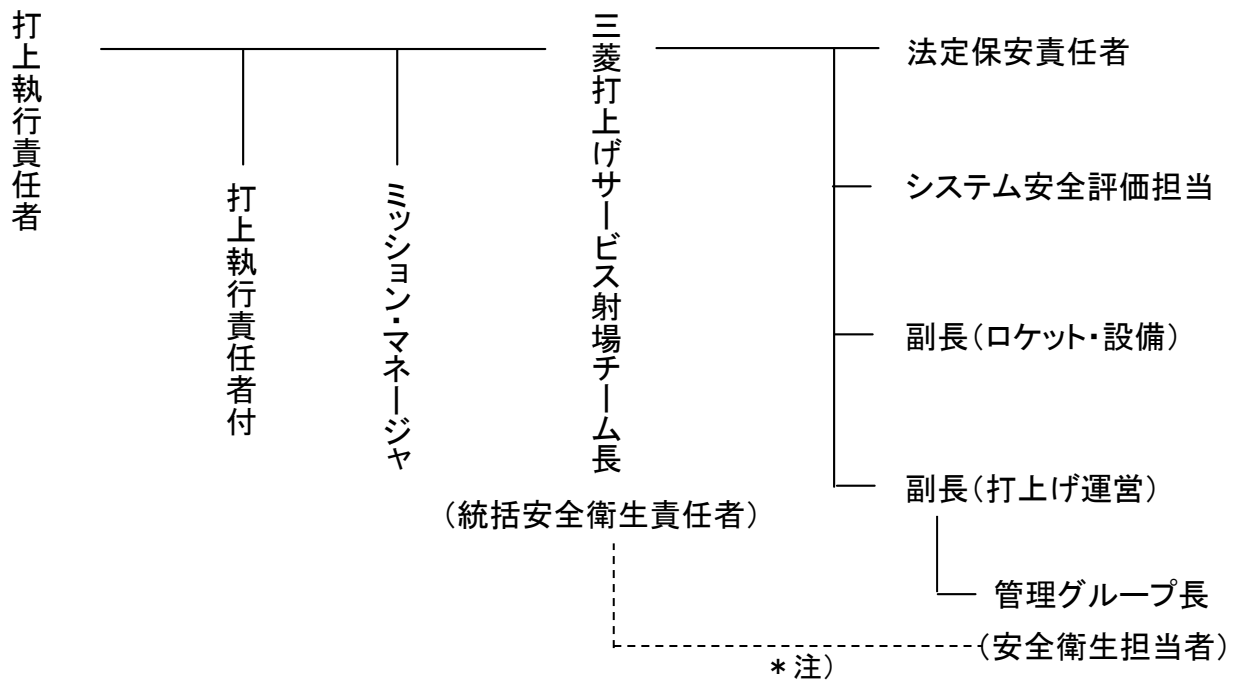 打上執行責任者
打上執行責任者付
ミッション・マネージャ
三菱打上げサービス射場チーム長
(統括安全衛生責任者)
法定保安責任者
システム安全評価担当
副長(ロケット・設備)
副長(打上げ運営)
管理グループ長
(安全衛生担当者)
*注)